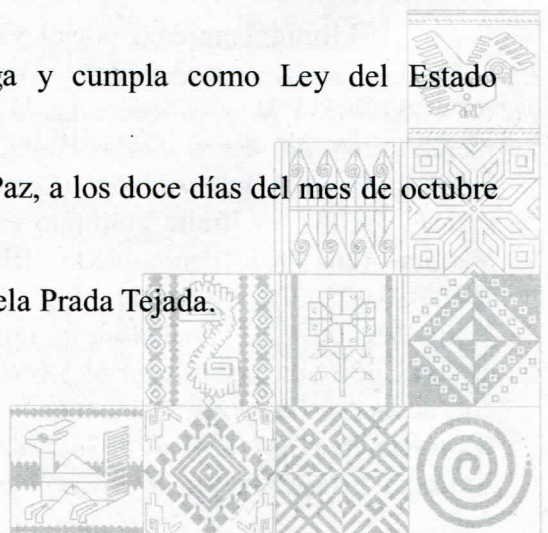 ga y cumpla como Ley del Estado
Paz, a los doce días del mes de octubre
ela Prada Tejada.